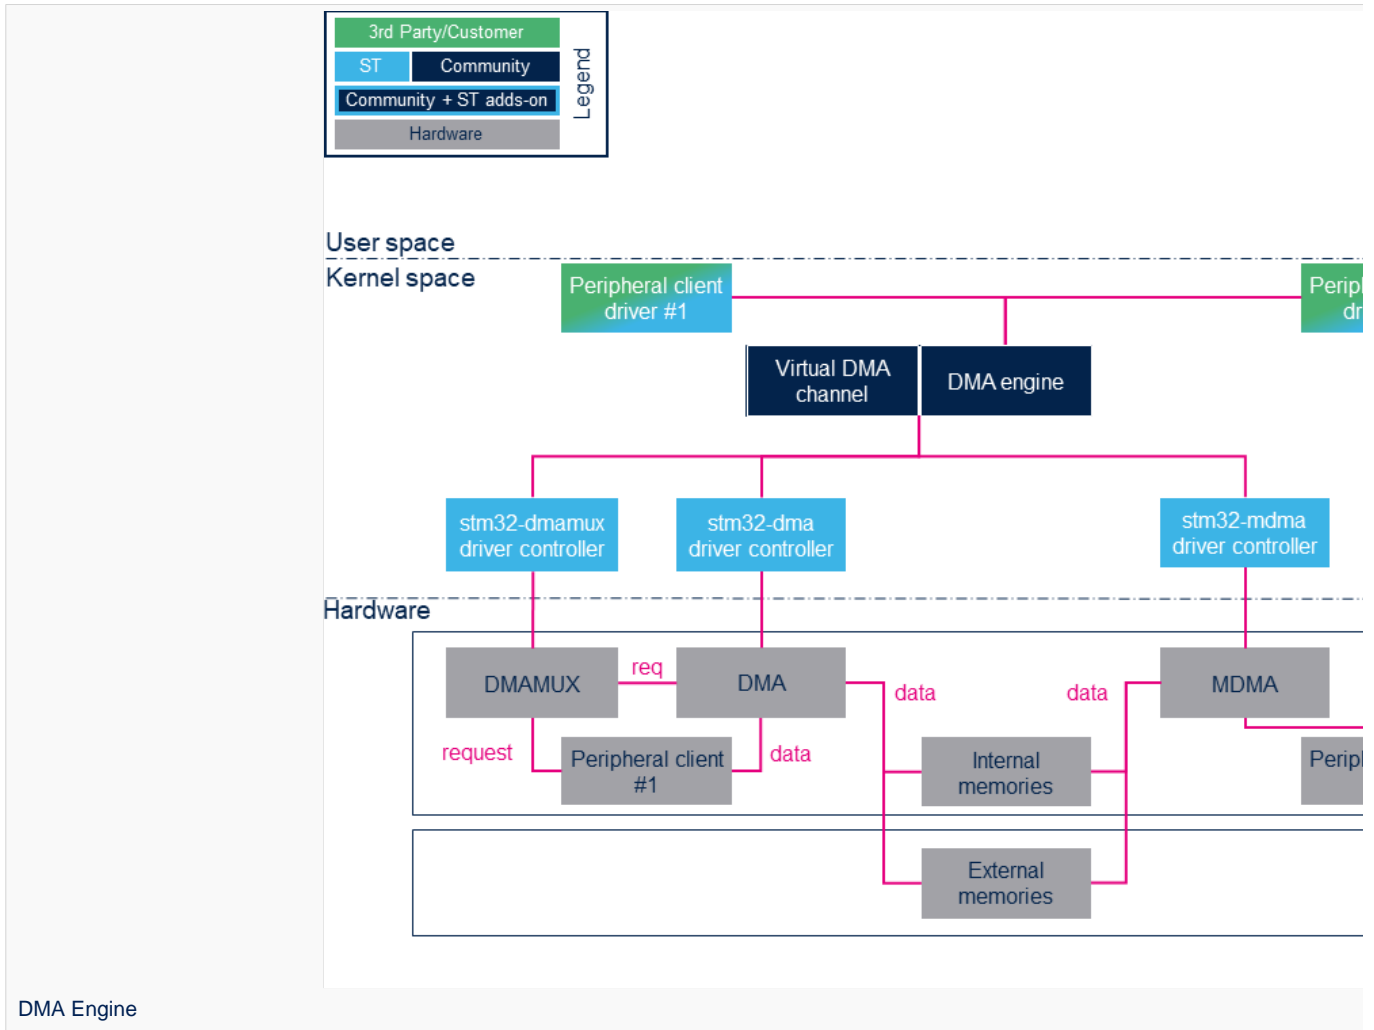 3rd Party/Customer
ST
Community
Community + ST adds-on
Hardware
Legend
User space
Kernel space
Peripheral client
driver #1
Virtual DMA
channel
DMA engine
stm32-dmamux
driver controller
stm32-dma
driver controller
stm32-mdma
driver controller
Hardware
DMAMUX
req
DMA
data
data
MDMA
request
Peripheral client
#1
data
Internal
memories
External
memories
DMA Engine